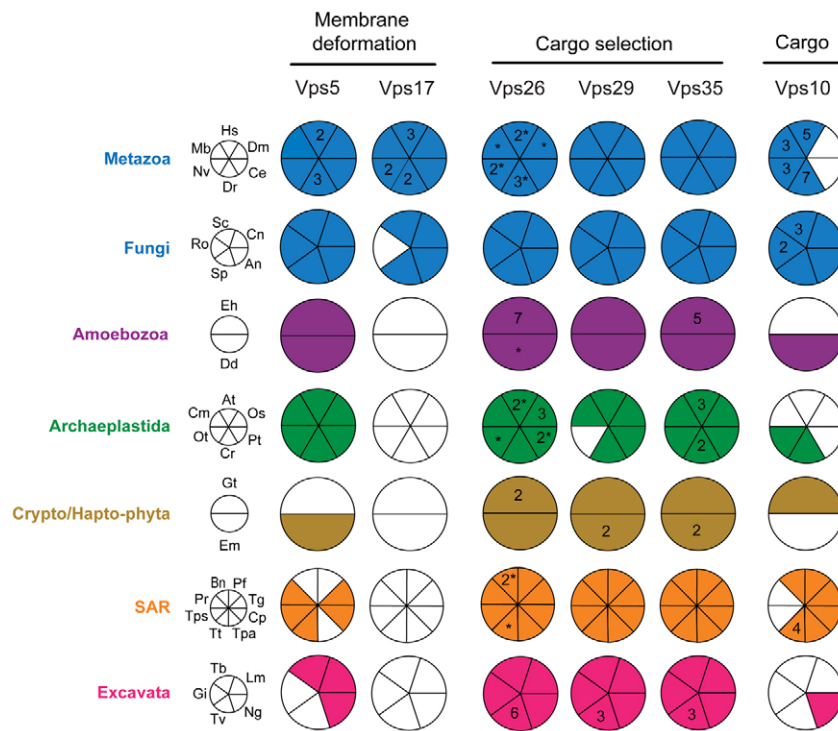 Membrane
deformation
Cargo selection
Cargo
Vps5 Vps17 Vps26 Vps29 Vps35 Vps10
Metazoa
Hs
Mb Dm
Nv Ce
Dr
2 3
3 2 2
* 2* *
2* 3*
3 5
3 7
Fungi
Sc Cn
Ro
Sp An
3
2
Amoebozoa
Eh
Dd
7
*
5
Archaeplastida
At
Cm Os
Ot Pt
Cr
2* 3
* 2*
3
2
Crypto/Hapto-phyta
Gt
Em
2
2
2
SAR
Bn Pf
Pr Tg
Tps Cp
Tt Tpa
2*
*
4
Excavata
Tb Lm
Gi
Tv Ng
6
3
3